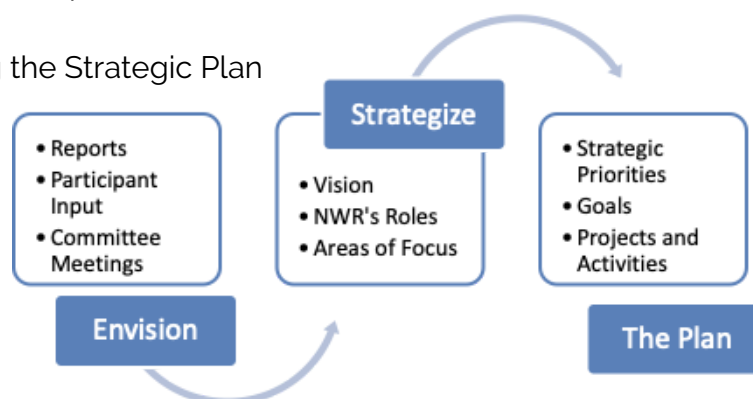 the Strategic Plan
• Reports
• Participant
Input
• Committee
Meetings
Envision
Strategize
• Vision
• NWR's Roles
• Areas of Focus
• Strategic
Priorities
• Goals
• Projects and
Activities
The Plan